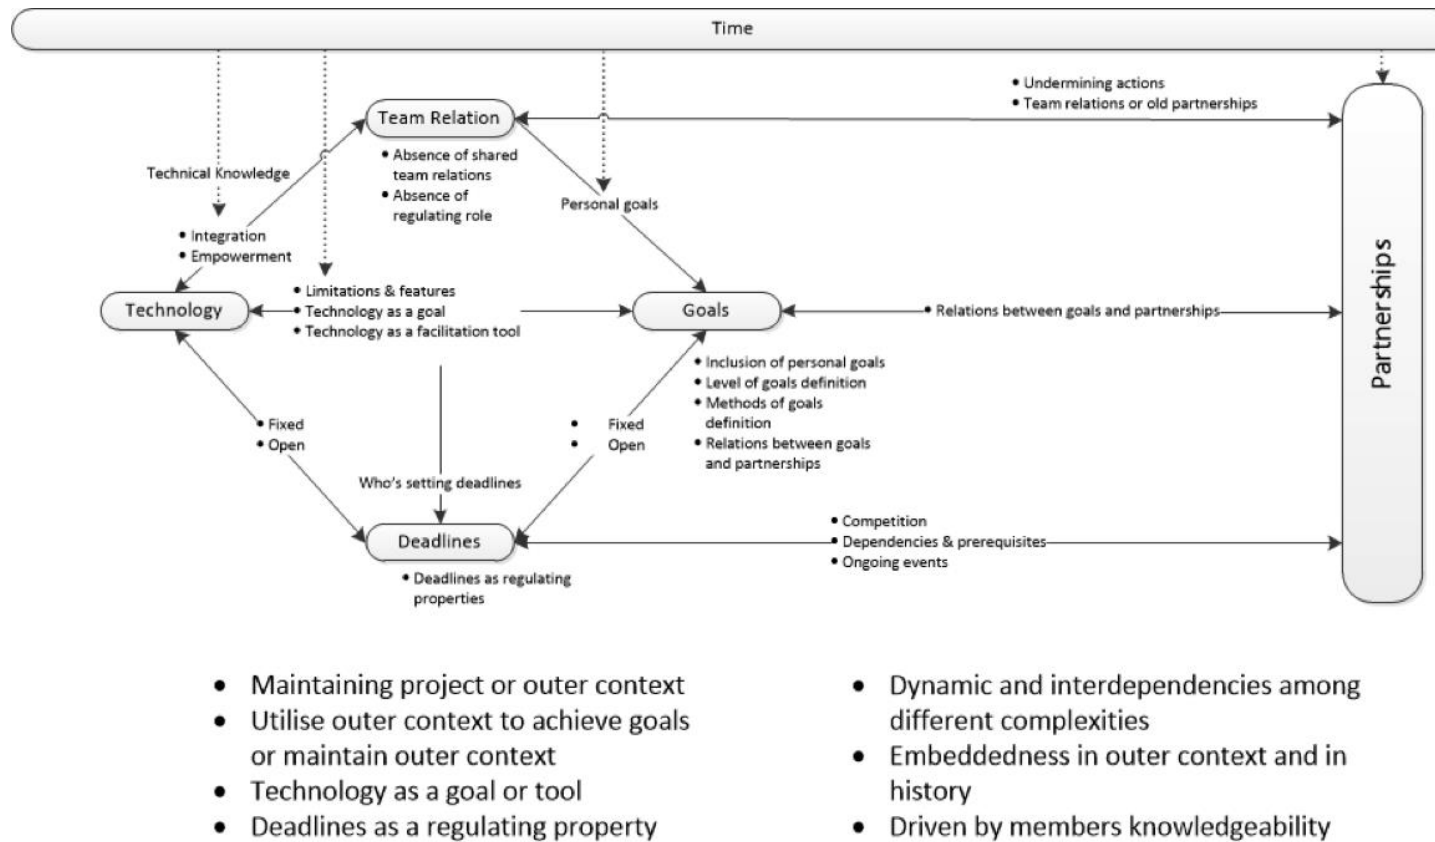 Time
• Undermining actions
• Team relations or old partnerships
Team Relation
• Absence of shared
team relations
• Absence of
regulating role
Technical Knowledge
Personal goals
• Integration
• Empowerment
• Limitations & features
• Technology as a goal
• Technology as a facilitation tool
Technology
Goals
• Relations between goals and partnerships
Partnerships
• Inclusion of personal goals
• Level of goals definition
• Methods of goals
definition
• Relations between goals
and partnerships
• Fixed
• Open
• Fixed
• Open
Who's setting deadlines
Deadlines
• Deadlines as regulating
properties
• Competition
• Dependencies & prerequisites
• Ongoing events
• Maintaining project or outer context
• Utilise outer context to achieve goals
or maintain outer context
• Technology as a goal or tool
• Deadlines as a regulating property
• Dynamic and interdependencies among
different complexities
• Embeddedness in outer context and in
history
• Driven by members knowledgeability